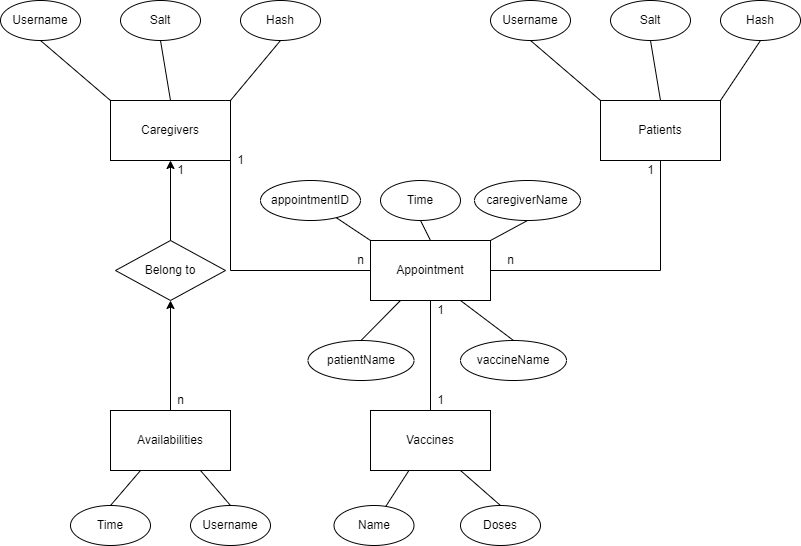 Username
Salt
Hash
Username
Salt
Hash
Caregivers
Patients
1
1
1
appointmentID
Time
caregiverName
Belong to
n
Appointment
n
1
patientName
vaccineName
n
1
Availabilities
Vaccines
Time
Username
Name
Doses